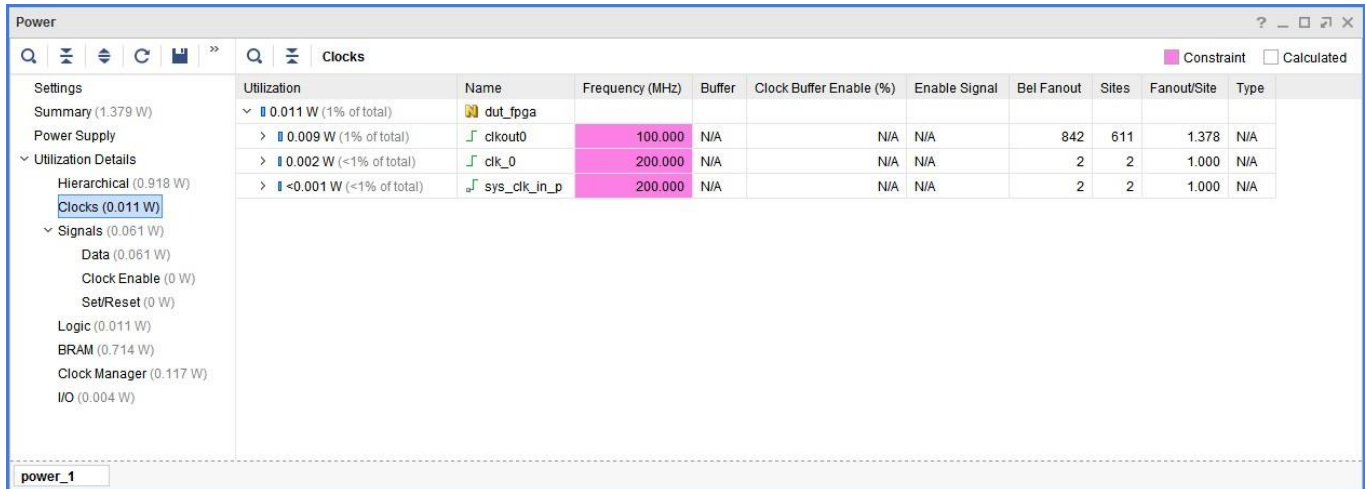 Power ?
» Clocks Constraint Calculated
Settings
Summary (1.379 W)
Power Supply
Utilization Details
Hierarchical (0.918 W)
Clocks (0.011 W)
Signals (0.061 W)
Data (0.061 W)
Clock Enable (0 W)
Set/Reset (0 W)
Logic (0.011 W)
BRAM (0.714 W)
Clock Manager (0.117 W)
I/O (0.004 W)
Utilization Name Frequency (MHz) Buffer Clock Buffer Enable (%) Enable Signal Bel Fanout Sites Fanout/Site Type
0.011 W (1% of total) dut_fpga
0.009 W (1% of total) clkout0 100.000 N/A N/A N/A 842 611 1.378 N/A
0.002 W (<1% of total) clk_0 200.000 N/A N/A N/A 2 2 1.000 N/A
<0.001 W (<1% of total) sys_clk_in_p 200.000 N/A N/A N/A 2 2 1.000 N/A
power_1